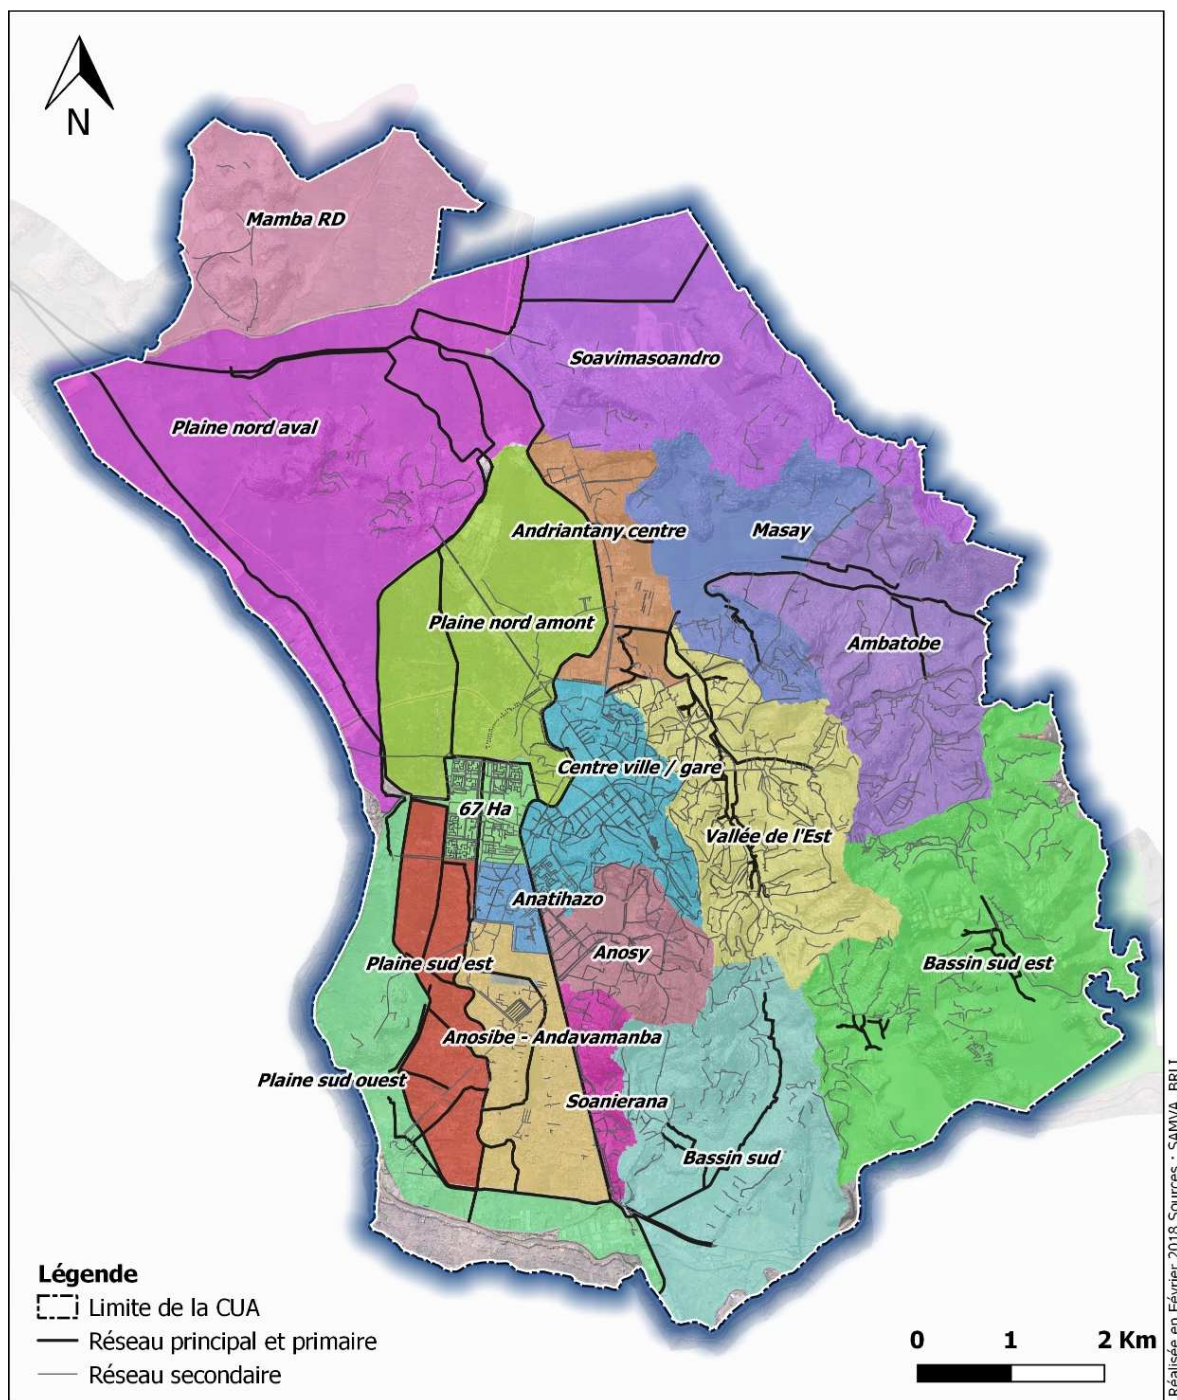 N
Mamba RD
Soavimasoandro
Plaine nord aval
Andriantany centre
Masay
Plaine nord amont
Ambatobe
Centre ville / gare
67 Ha
Vallée de l'Est
Anatihazo
Anosy
Plaine sud est
Bassin sud est
Anosibe - Andavamanba
Plaine sud ouest
Soanierana
Bassin sud
Légende
Limite de la CUA
Réseau principal et primaire
Réseau secondaire
0 1 2 Km
Réalisée en Février 2018 Sources : SAMVA, BRLI